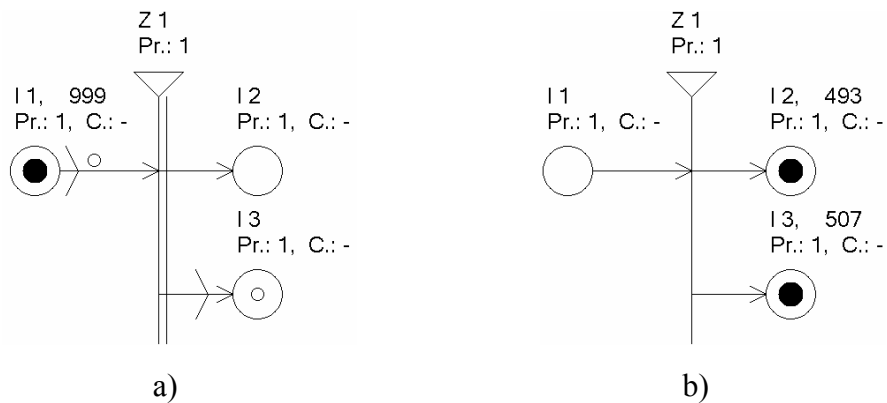 Z 1
Pr.: 1
I 1, 999
Pr.: 1, C.: -
I 2
Pr.: 1, C.: -
I 3
Pr.: 1, C.: -
a)
Z 1
Pr.: 1
I 1
Pr.: 1, C.: -
I 2, 493
Pr.: 1, C.: -
I 3, 507
Pr.: 1, C.: -
b)